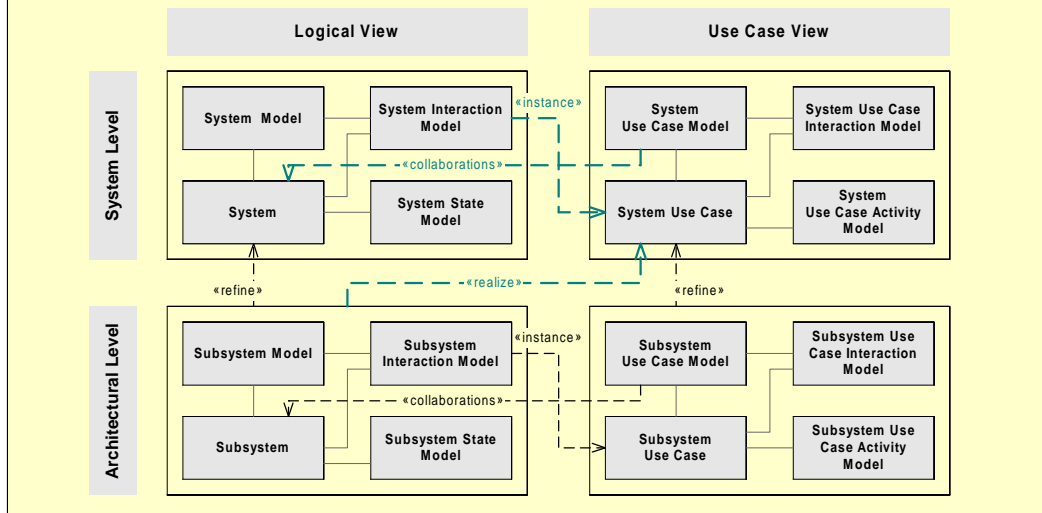 Logical View
Use Case View
System Level
System Model
System Interaction
Model
«instance»
System
Use Case Model
System Use Case
Interaction Model
«collaborations»
System
System State
Model
System Use Case
System
Use Case Activity
Model
«refine»
«realize»
«refine»
Architectural Level
Subsystem Model
Subsystem
Interaction Model
«instance»
Subsystem
Use Case Model
Subsystem Use
Case Interaction
Model
«collaborations»
Subsystem
Subsystem State
Model
Subsystem
Use Case
Subsystem Use
Case Activity
Model